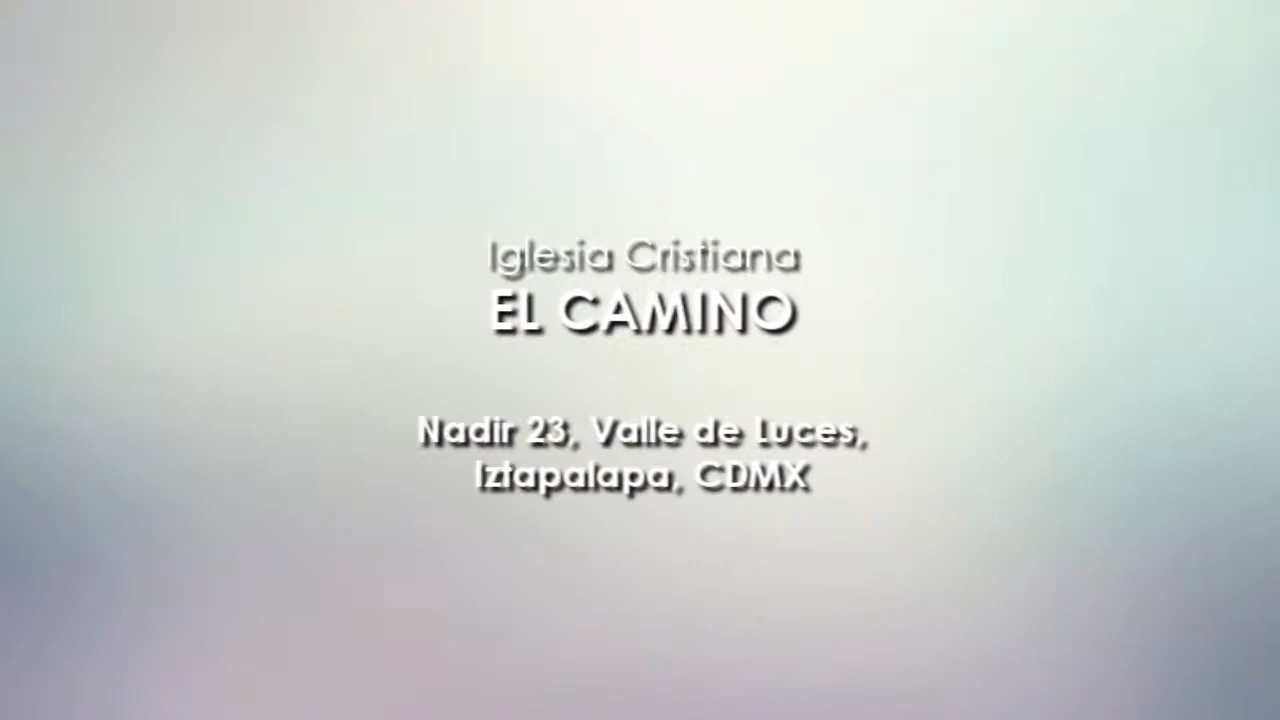 Iglesia Cristiana
EL CAMINO
Nadir 23, Valle de Luces,
Iztapalapa, CDMX